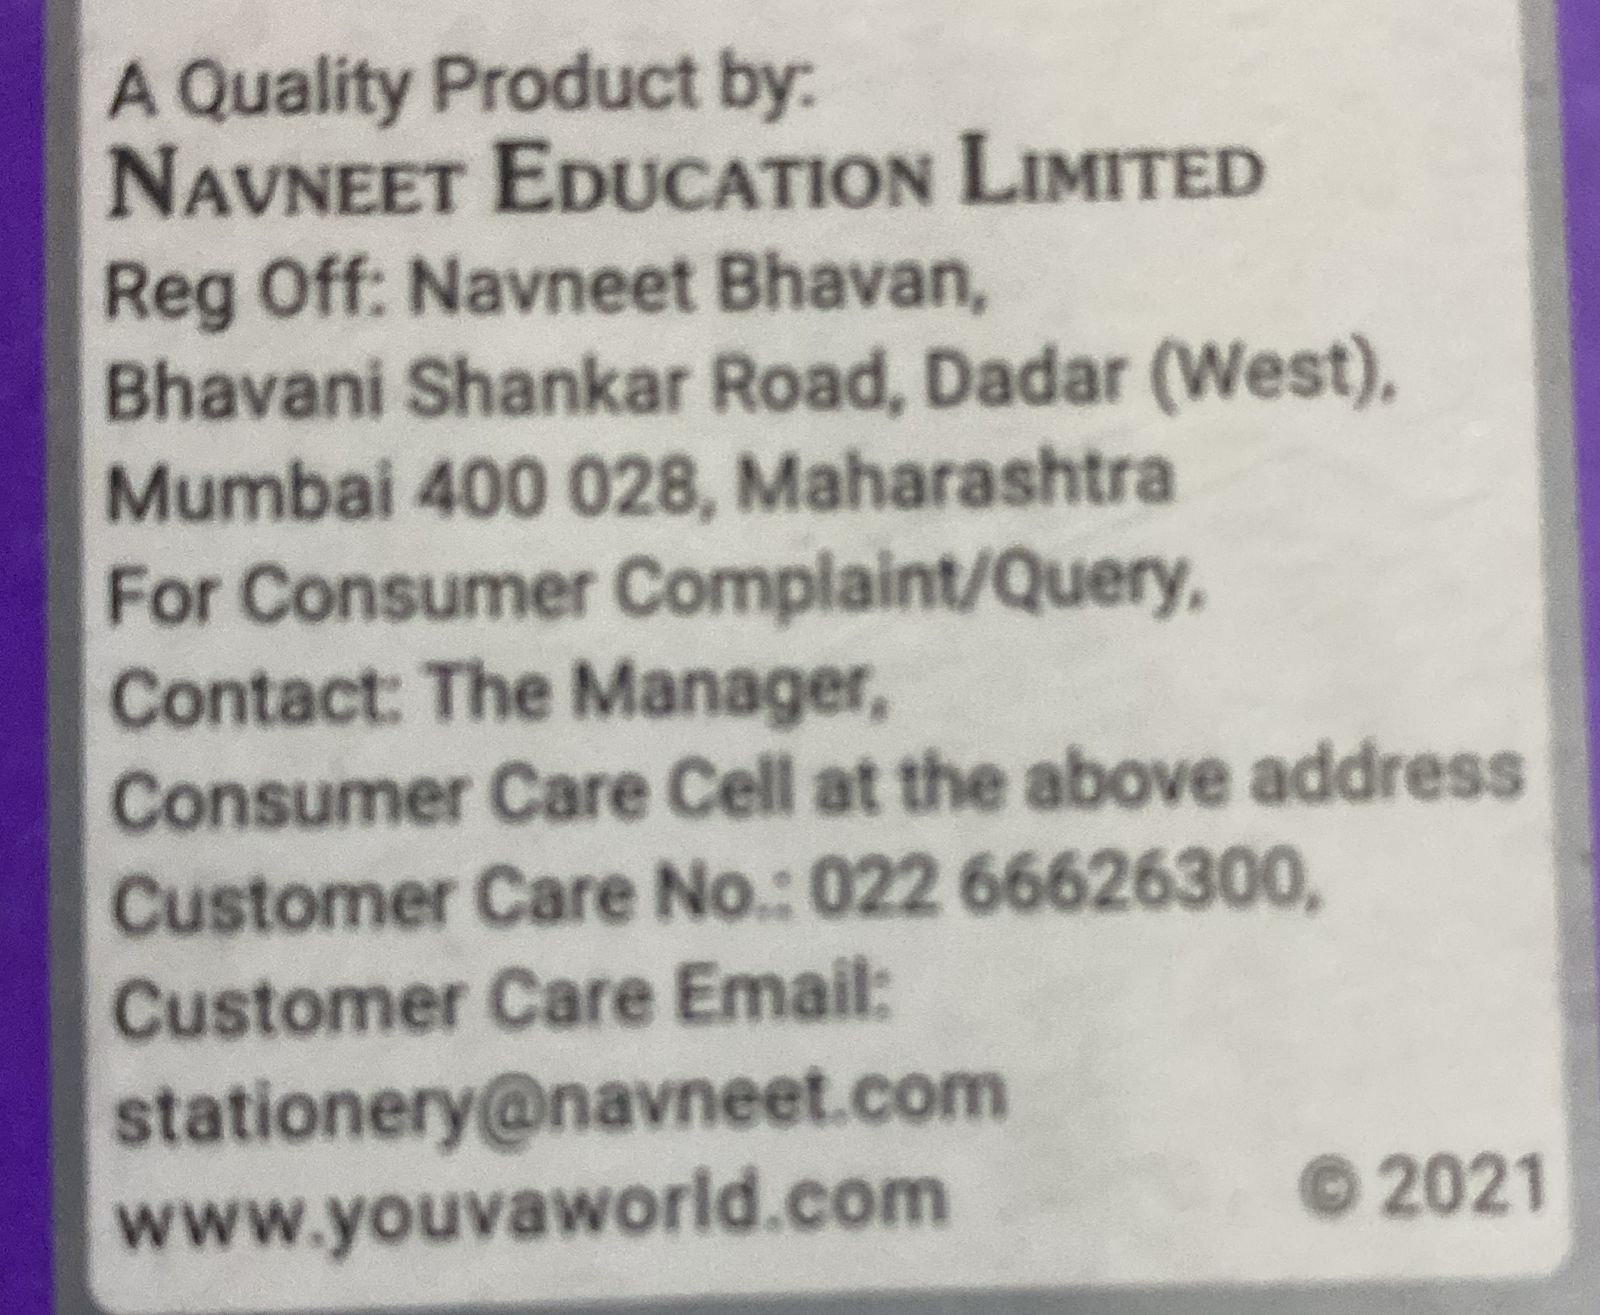 A Quality Product by:
NAVNEET EDUCATION LIMITED
Reg Off: Navneet Bhavan,
Bhavani Shankar Road, Dadar (West),
Mumbai 400 028, Maharashtra
For Consumer Complaint/Query,
Contact: The Manager,
Consumer Care Cell at the above address
Customer Care No.: 022 66626300,
Customer Care Email:
stationery@navneet.com
www.youvaworld.com © 2021